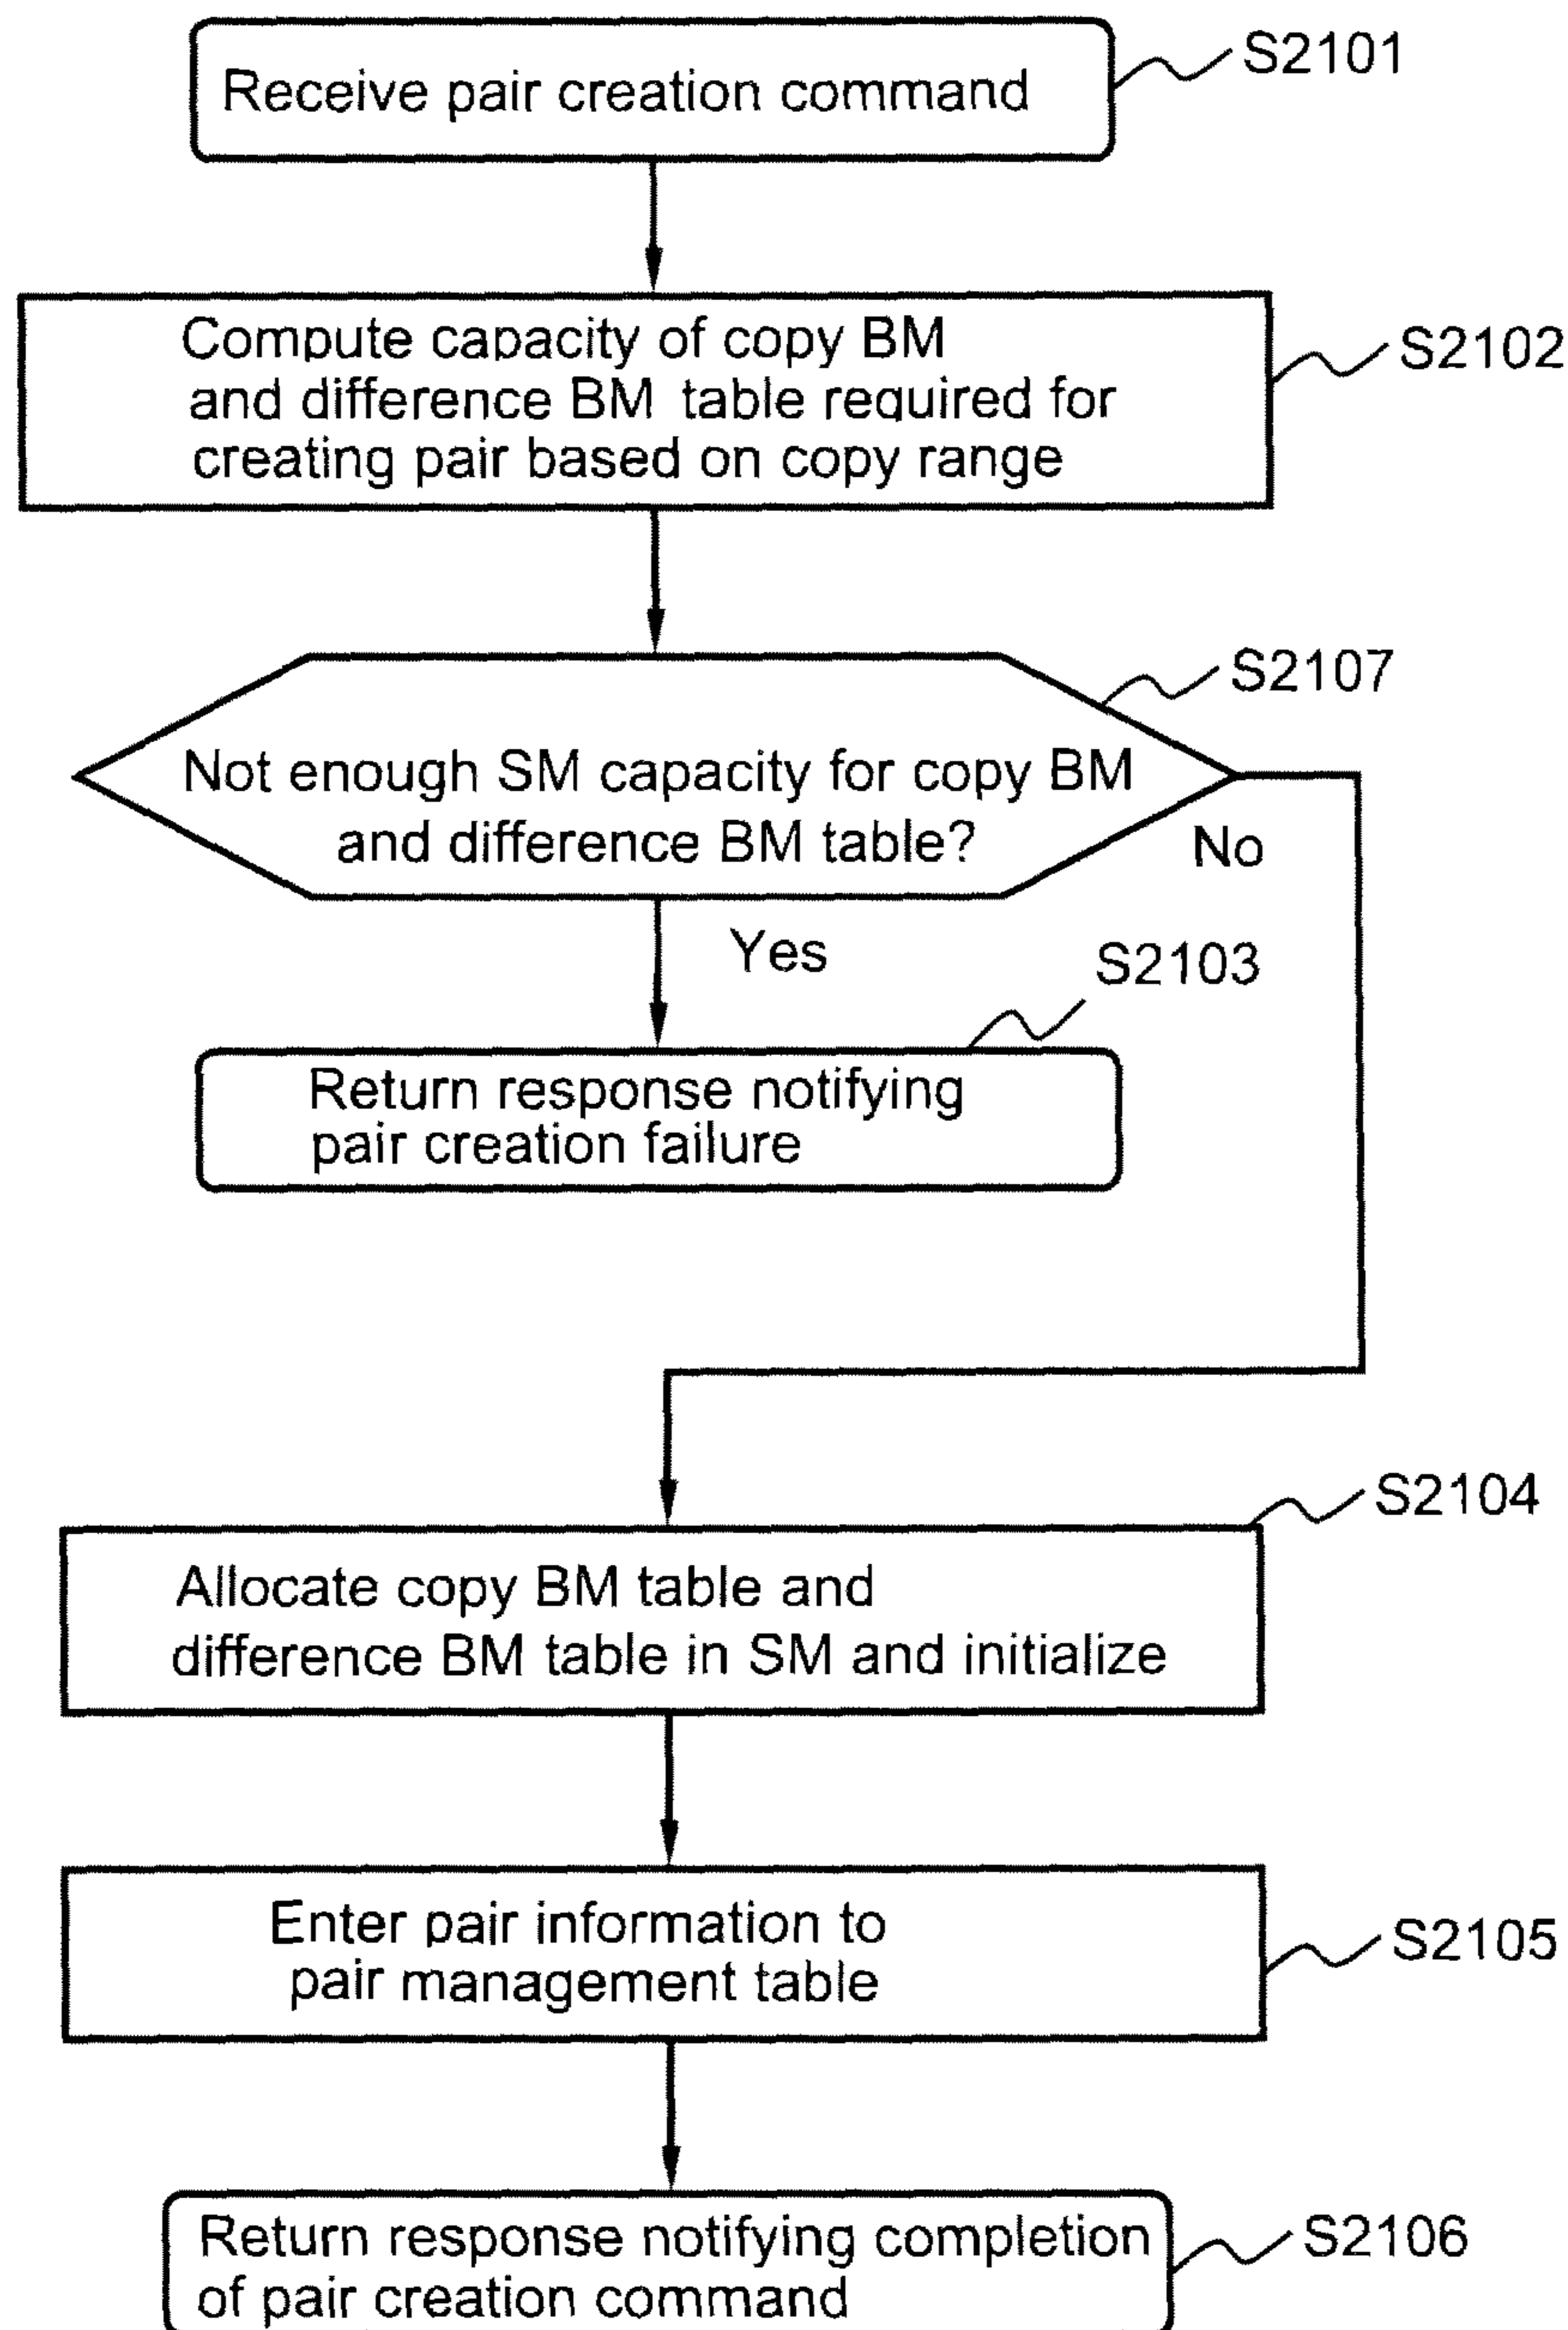 Receive pair creation command
S2101
Compute capacity of copy BM
and difference BM table required for
creating pair based on copy range
S2102
S2107
Not enough SM capacity for copy BM
and difference BM table?
No
Yes
S2103
Return response notifying
pair creation failure
S2104
Allocate copy BM table and
difference BM table in SM and initialize
Enter pair information to
pair management table
S2105
Return response notifying completion
of pair creation command
S2106